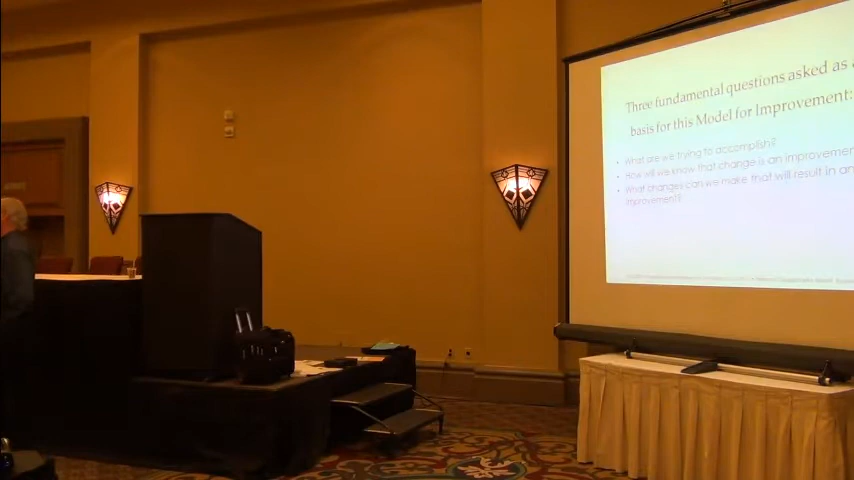 Three fundamental questions asked as
basis for this Model for Improvement:
• What are we trying to accomplish?
• How will we know that change is an improvement
• What changes can we make that will result in an
improvement?